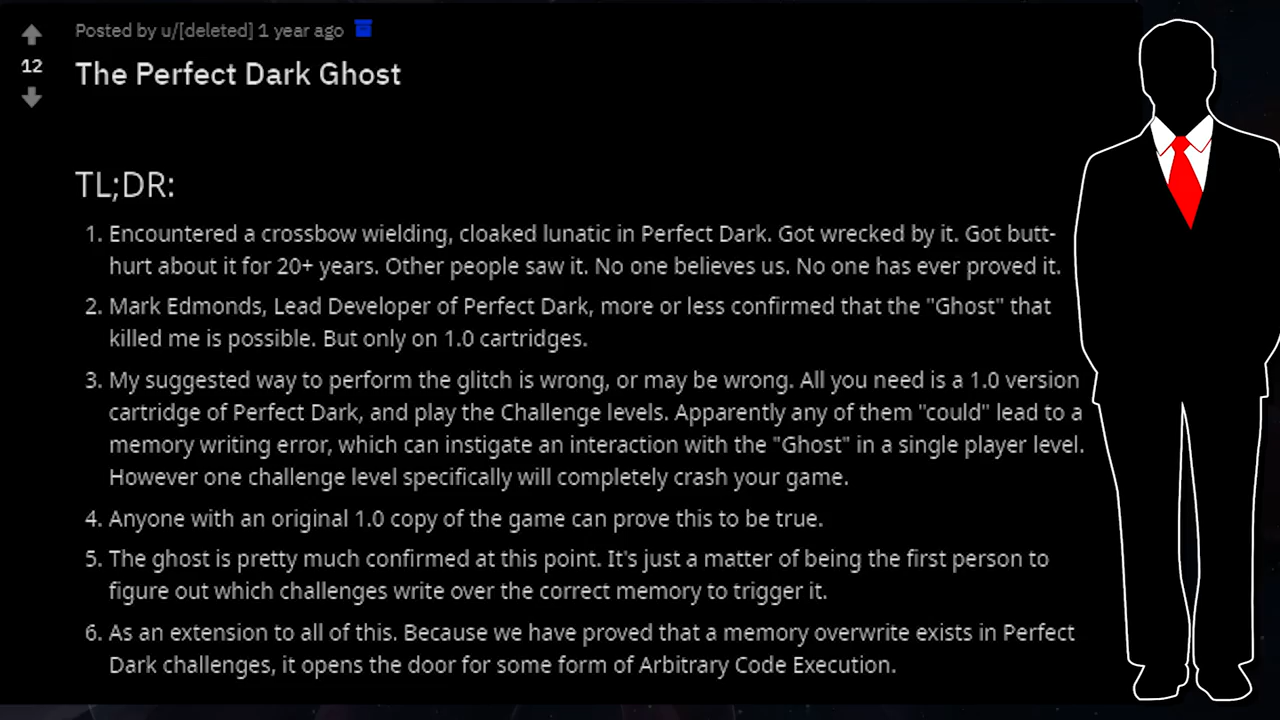 Posted by u/[deleted] 1 year ago
12
The Perfect Dark Ghost
TL;DR:
1. Encountered a crossbow wielding, cloaked lunatic in Perfect Dark. Got wrecked by it. Got butt-
hurt about it for 20+ years. Other people saw it. No one believes us. No one has ever proved it.
2. Mark Edmonds, Lead Developer of Perfect Dark, more or less confirmed that the "Ghost" that
killed me is possible. But only on 1.0 cartridges.
3. My suggested way to perform the glitch is wrong, or may be wrong. All you need is a 1.0 version
cartridge of Perfect Dark, and play the Challenge levels. Apparently any of them "could" lead to a
memory writing error, which can instigate an interaction with the "Ghost" in a single player level.
However one challenge level specifically will completely crash your game.
4. Anyone with an original 1.0 copy of the game can prove this to be true.
5. The ghost is pretty much confirmed at this point. It's just a matter of being the first person to
figure out which challenges write over the correct memory to trigger it.
6. As an extension to all of this. Because we have proved that a memory overwrite exists in Perfect
Dark challenges, it opens the door for some form of Arbitrary Code Execution.